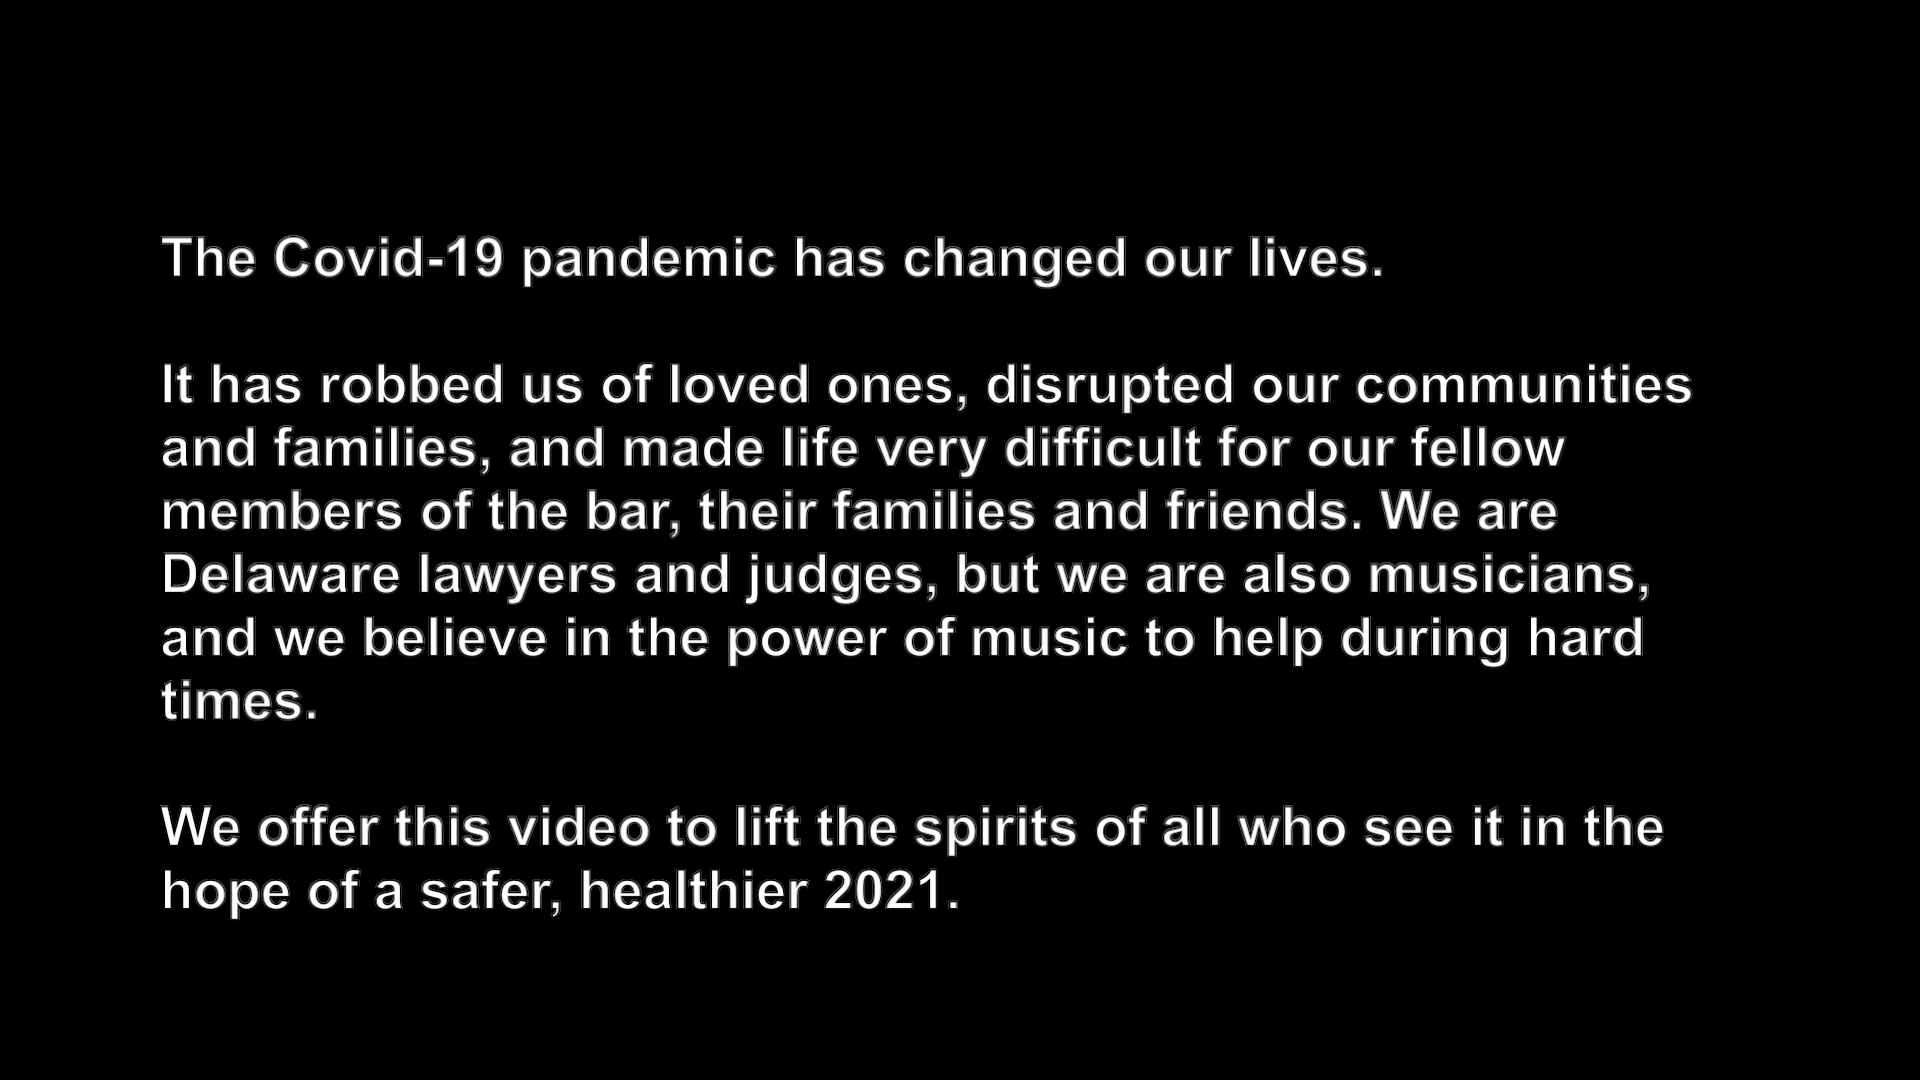 The Covid-19 pandemic has changed our lives.
It has robbed us of loved ones, disrupted our communities
and families, and made life very difficult for our fellow
members of the bar, their families and friends. We are
Delaware lawyers and judges, but we are also musicians,
and we believe in the power of music to help during hard
times.
We offer this video to lift the spirits of all who see it in the
hope of a safer, healthier 2021.